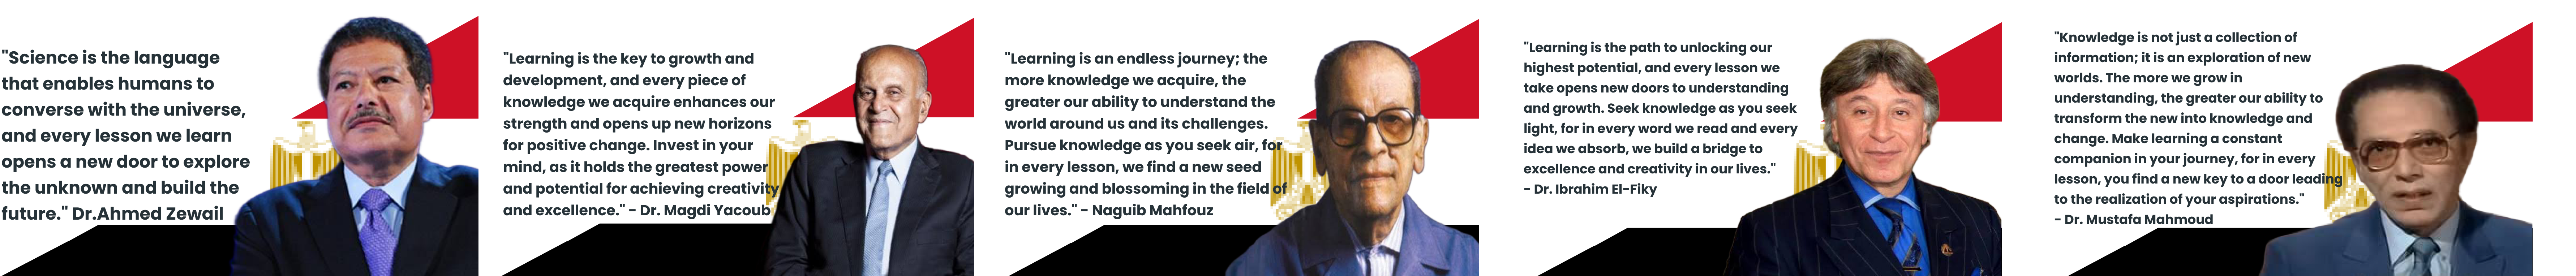 "Science is the language
that enables humans to
converse with the universe,
and every lesson we learn
opens a new door to explore
the unknown and build the
future." Dr.Ahmed Zewail
"Learning is the key to growth and
development, and every piece of
knowledge we acquire enhances our
strength and opens up new horizons
for positive change. Invest in your
mind, as it holds the greatest power
and potential for achieving creativity
and excellence." - Dr. Magdi Yacoub
"Learning is an endless journey; the
more knowledge we acquire, the
greater our ability to understand the
world around us and its challenges.
Pursue knowledge as you seek air, for
in every lesson, we find a new seed
growing and blossoming in the field of
our lives." - Naguib Mahfouz
"Learning is the path to unlocking our
highest potential, and every lesson we
take opens new doors to understanding
and growth. Seek knowledge as you seek
light, for in every word we read and every
idea we absorb, we build a bridge to
excellence and creativity in our lives."
- Dr. Ibrahim El-Fiky
"Knowledge is not just a collection of
information; it is an exploration of new
worlds. The more we grow in
understanding, the greater our ability to
transform the new into knowledge and
change. Make learning a constant
companion in your journey, for in every
lesson, you find a new key to a door leading
to the realization of your aspirations."
- Dr. Mustafa Mahmoud